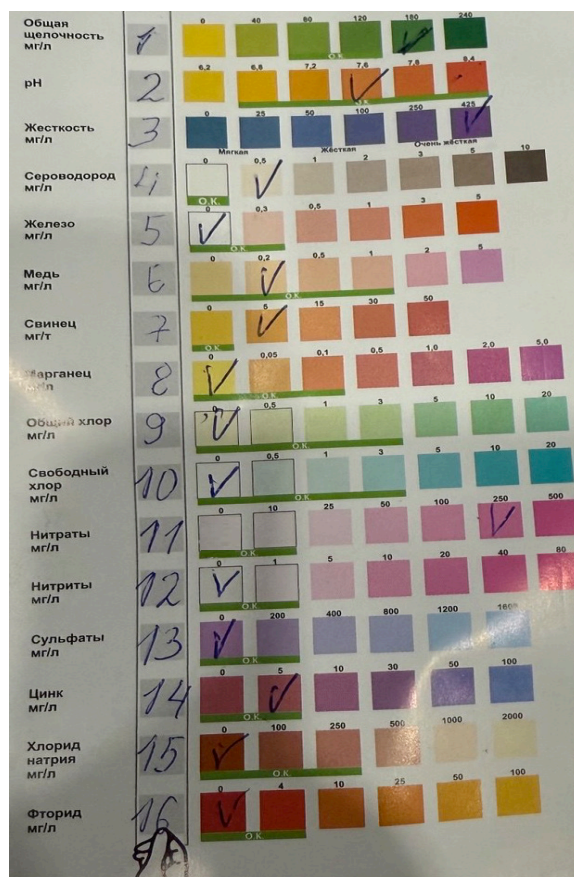 Общая
щелочность
мг/л
1
0 40 80 120 180 240
O.K.
pH
2
6,2 6,8 7,2 7,6 7,8 8,4
O.K.
Жесткость
мг/л
3
0 25 50 100 250 425
Мягкая Жёсткая Очень жёсткая
Сероводород
мг/л
4
0 0,5 1 2 3 5 10
O.K.
Железо
мг/л
5
0 0,3 0,5 1 3 5
Медь
мг/л
6
0 0,2 0,5 1 2 5
O.K.
Свинец
мг/т
7
0 5 15 30 50
O.K.
Марганец
мг/л
8
0 0,05 0,1 0,5 1,0 2,0 5,0
O.K.
Общий хлор
мг/л
9
0 0,5 1 3 5 10 20
O.K.
Свободный
хлор
мг/л
10
0 0,5 1 3 5 10 20
O.K.
Нитраты
мг/л
11
0 10 25 50 100 250 500
O.K.
Нитриты
мг/л
12
0 1 5 10 20 40 80
O.K.
Сульфаты
мг/л
13
0 200 400 800 1200 1600
O.K.
Цинк
мг/л
14
0 5 10 30 50 100
O.K.
Хлорид
натрия
мг/л
15
0 100 250 500 1000 2000
O.K.
Фторид
мг/л
16
0 4 10 25 50 100
O.K.